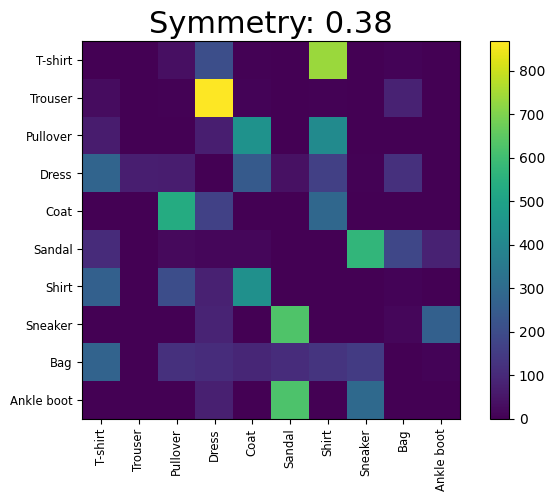 Symmetry: 0.38
T-shirt
Trouser
Pullover
Dress
Coat
Sandal
Shirt
Sneaker
Bag
Ankle boot
T-shirt
Trouser
Pullover
Dress
Coat
Sandal
Shirt
Sneaker
Bag
Ankle boot
800
700
600
500
400
300
200
100
0